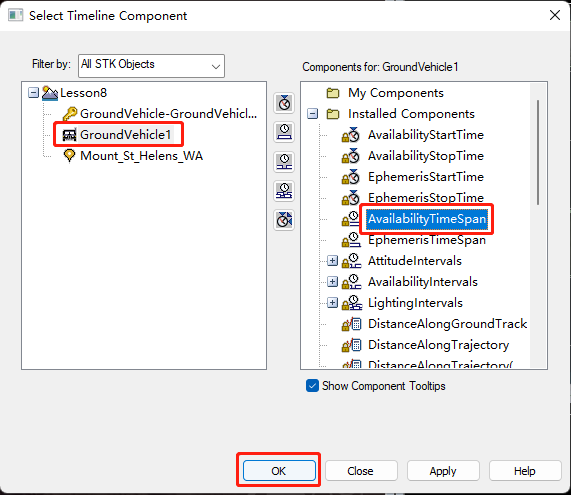 Select Timeline Component
Filter by:
All STK Objects
Lesson8
GroundVehicle-GroundVehicl...
GroundVehicle1
Mount_St_Helens_WA
Components for: GroundVehicle1
My Components
Installed Components
AvailabilityStartTime
AvailabilityStopTime
EphemerisStartTime
EphemerisStopTime
AvailabilityTimeSpan
EphemerisTimeSpan
AttitudeIntervals
AvailabilityIntervals
LightingIntervals
DistanceAlongGroundTrack
DistanceAlongTrajectory
DistanceAlongTrajectory(
Show Component Tooltips
OK
Close
Apply
Help